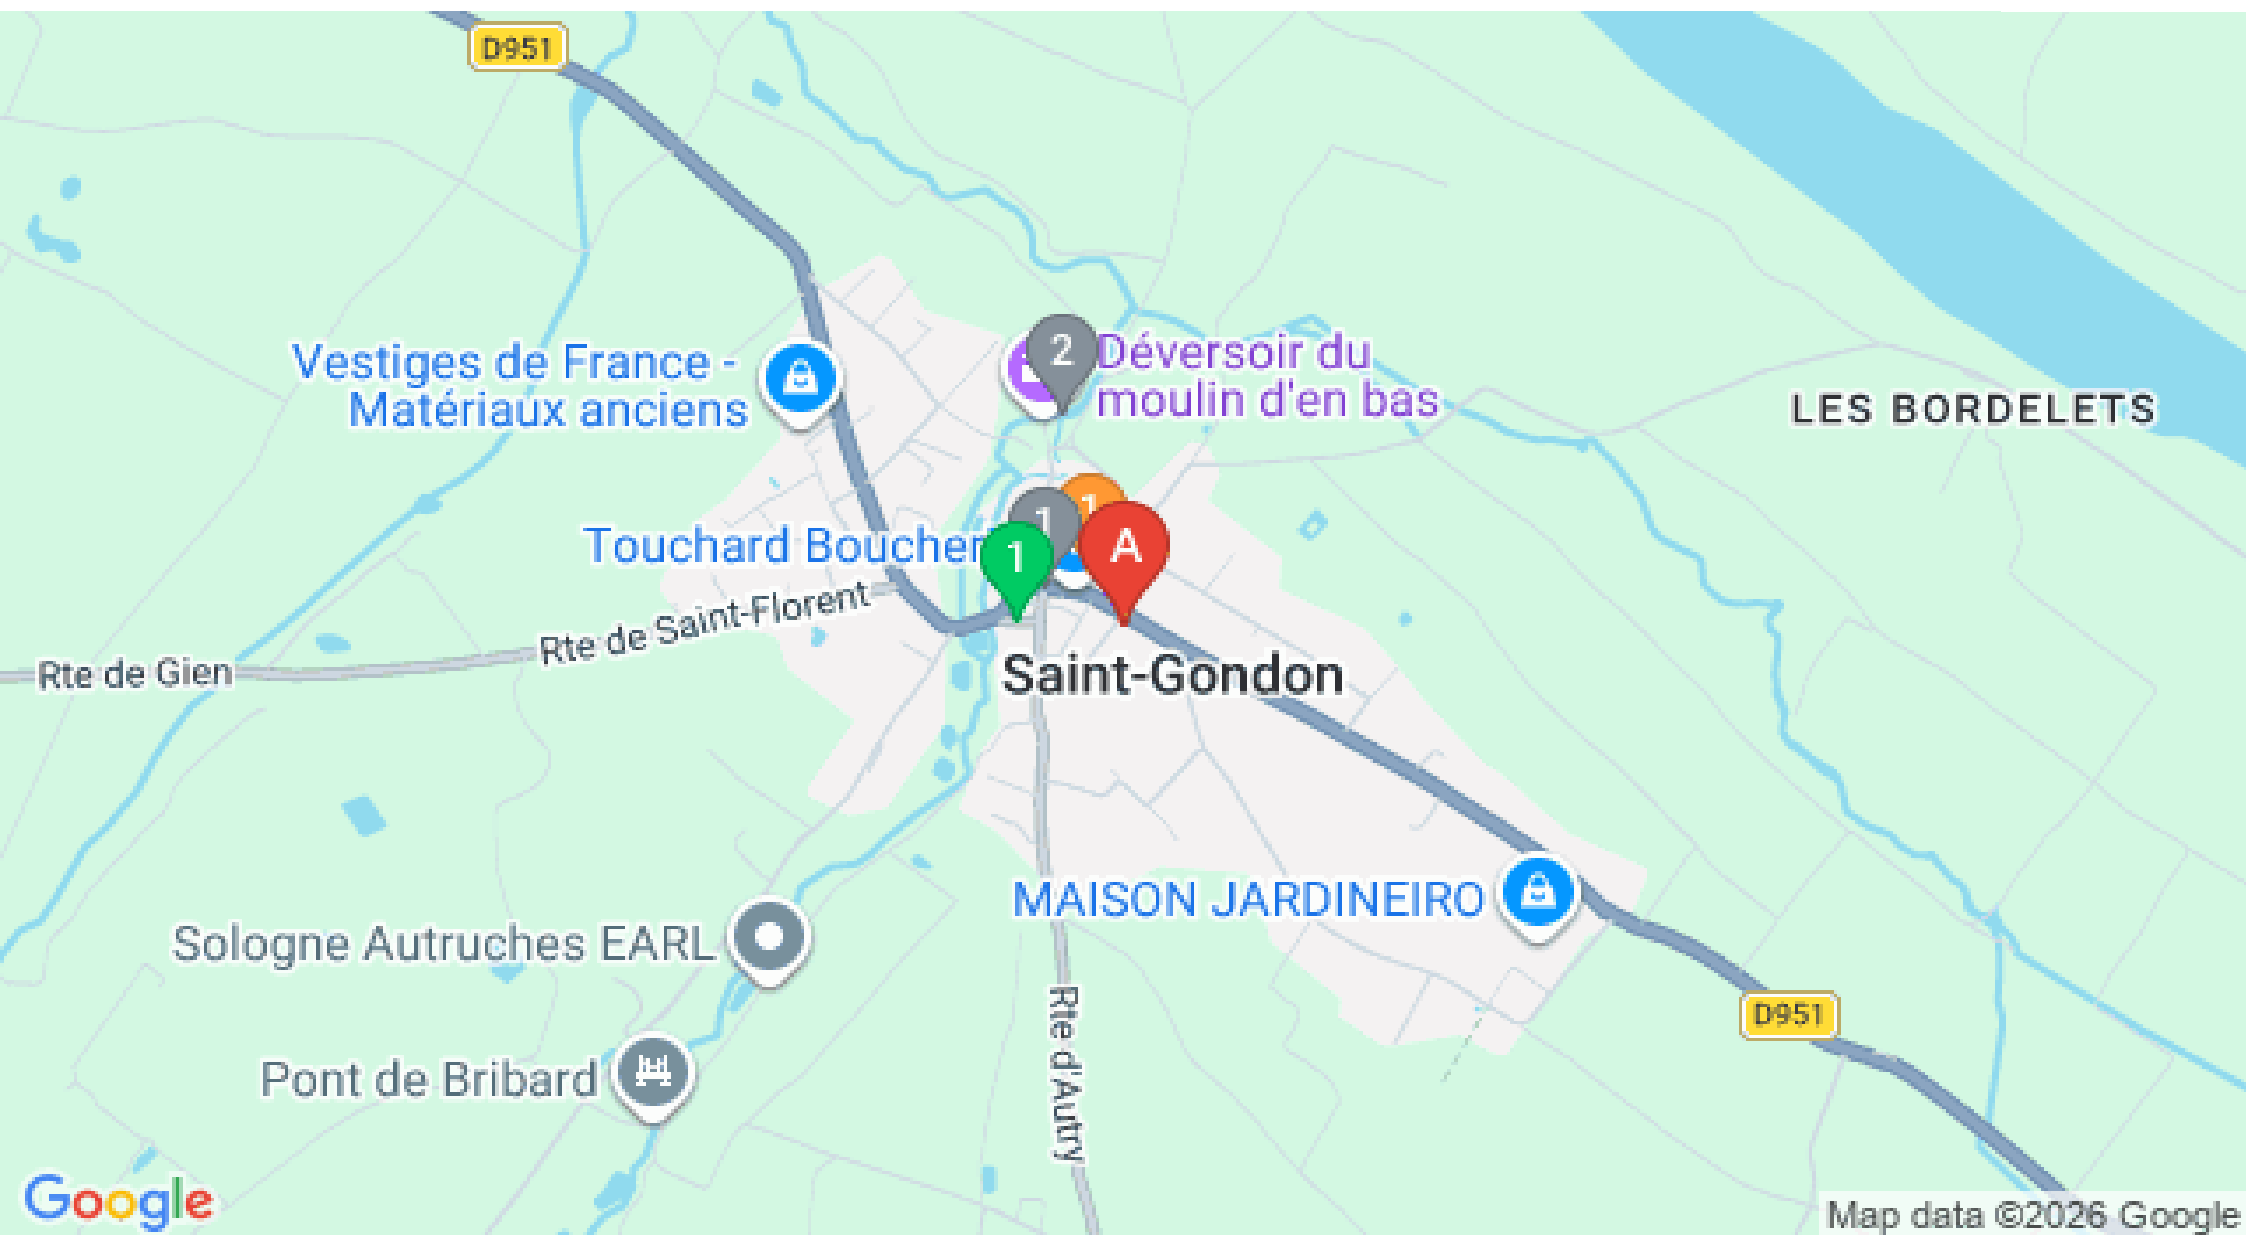 D951
Vestiges de France -
Matériaux anciens
2
Déversoir du
moulin d'en bas
LES BORDELETS
Touchard Boucher
1
1
1
A
Rte de Saint-Florent
Rte de Gien
Saint-Gondon
MAISON JARDINEIRO
Sologne Autruches EARL
D951
Rte d'Autry
Pont de Bribard
Google
Map data ©2026 Google